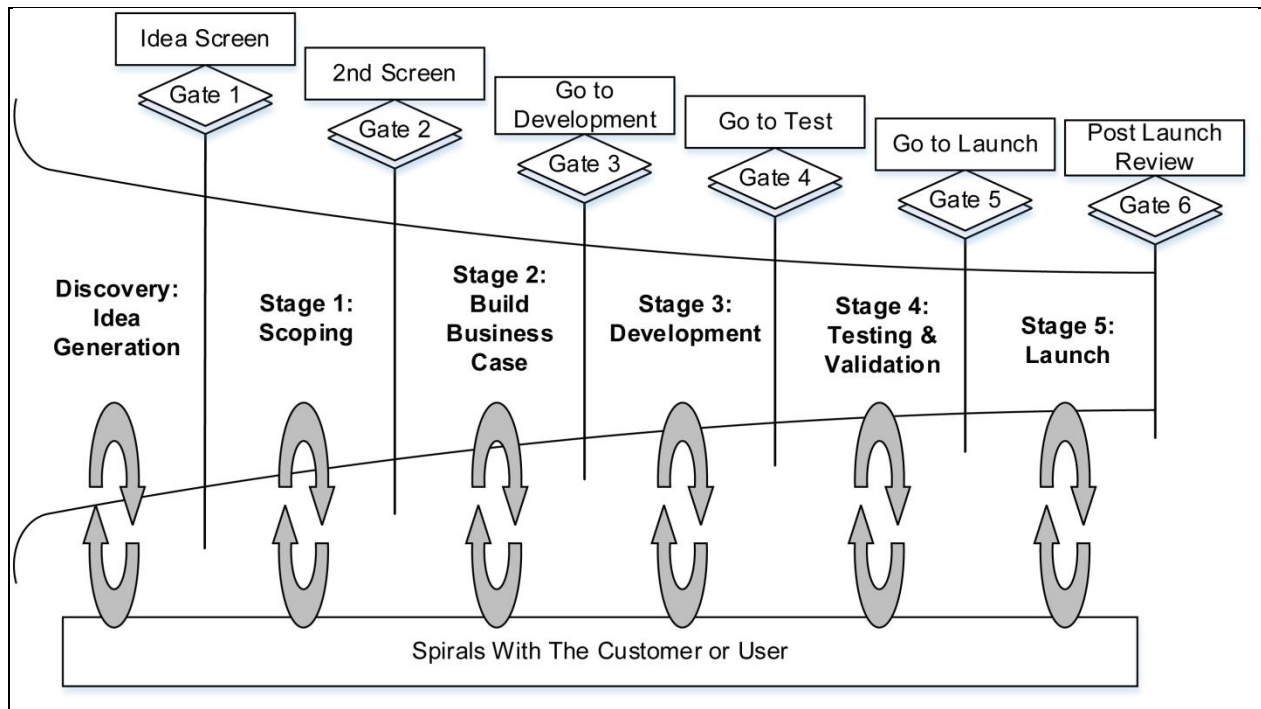 Idea Screen
Gate 1
2nd Screen
Gate 2
Go to
Development
Gate 3
Go to Test
Gate 4
Go to Launch
Gate 5
Post Launch
Review
Gate 6
Discovery:
Idea
Generation
Stage 1:
Scoping
Stage 2:
Build
Business
Case
Stage 3:
Development
Stage 4:
Testing &
Validation
Stage 5:
Launch
Spirals With The Customer or User